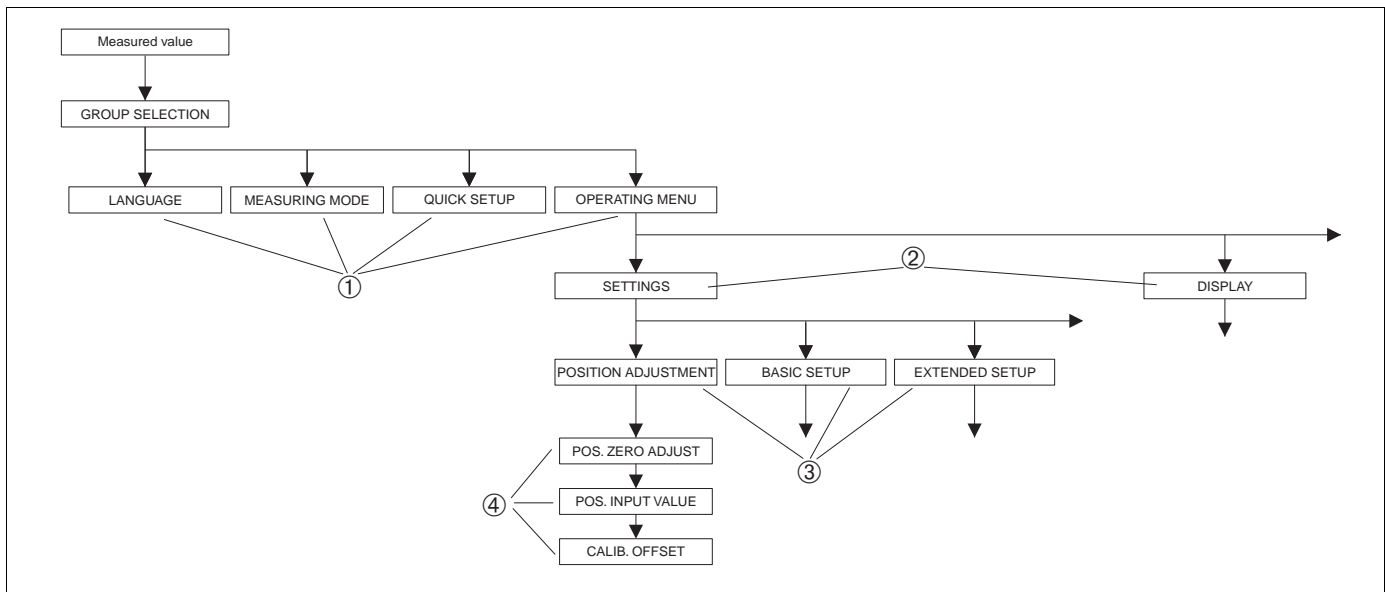 Measured value
GROUP SELECTION
LANGUAGE
MEASURING MODE
QUICK SETUP
OPERATING MENU
①
②
SETTINGS
DISPLAY
POSITION ADJUSTMENT
BASIC SETUP
EXTENDED SETUP
③
④
POS. ZERO ADJUST
POS. INPUT VALUE
CALIB. OFFSET